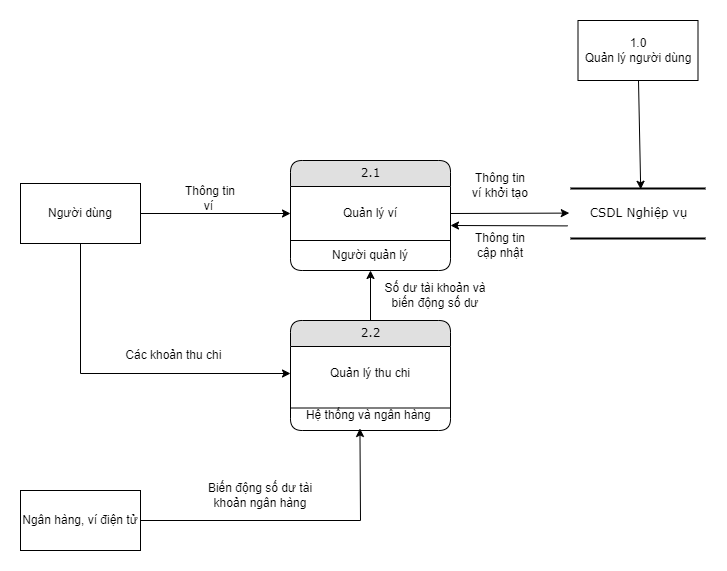 1.0
Quản lý người dùng
2.1
Thông tin
ví khởi tạo
Thông tin
ví
Người dùng
Quản lý ví
CSDL Nghiệp vụ
Thông tin
cập nhật
Người quản lý
Số dư tài khoản và
biến động số dư
2.2
Các khoản thu chi
Quản lý thu chi
Hệ thống và ngân hàng
Biến động số dư tài
khoản ngân hàng
Ngân hàng, ví điện tử